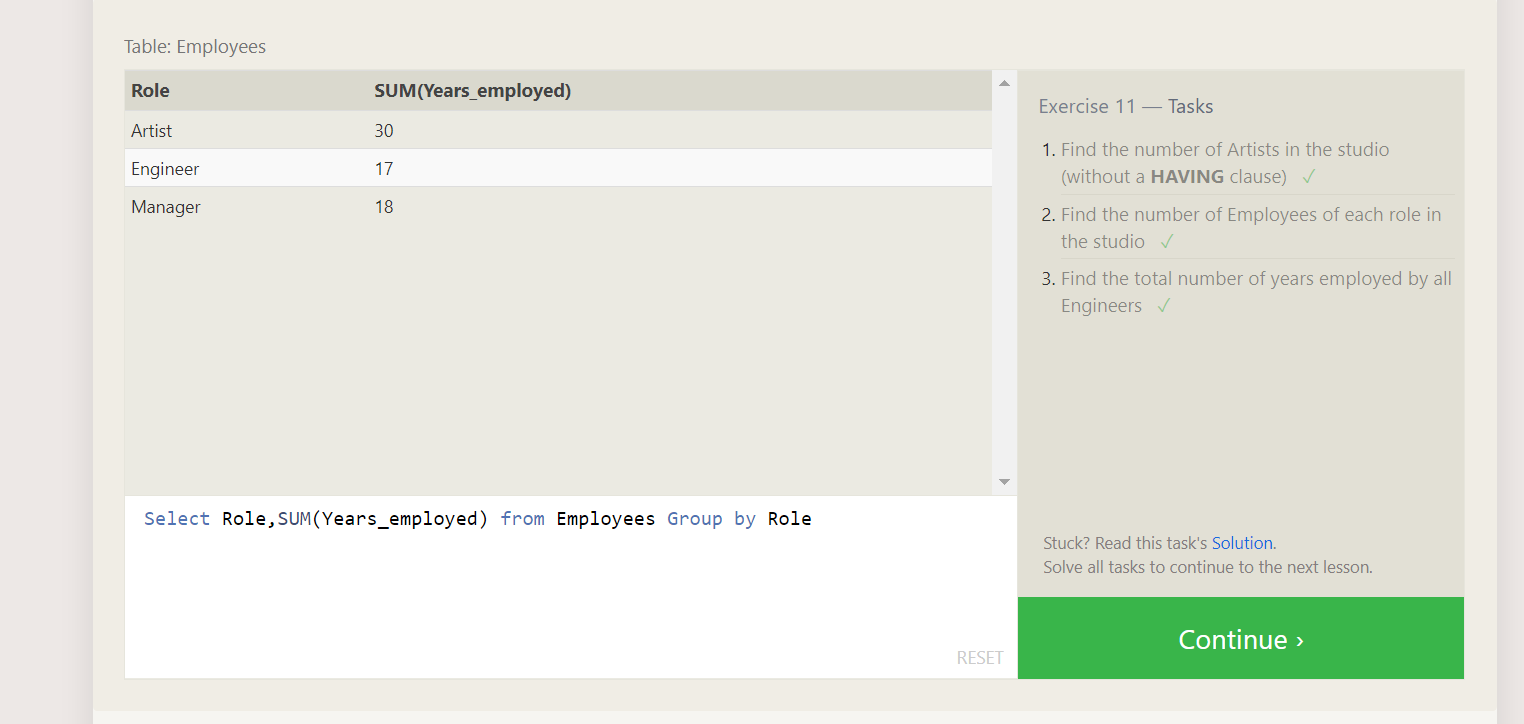 Table: Employees
Role SUM(Years_employed)
Artist 30
Engineer 17
Manager 18
Select Role,SUM(Years_employed) from Employees Group by Role
RESET
Exercise 11 — Tasks
1. Find the number of Artists in the studio
(without a HAVING clause) ✓
2. Find the number of Employees of each role in
the studio ✓
3. Find the total number of years employed by all
Engineers ✓
Stuck? Read this task's Solution.
Solve all tasks to continue to the next lesson.
Continue ›